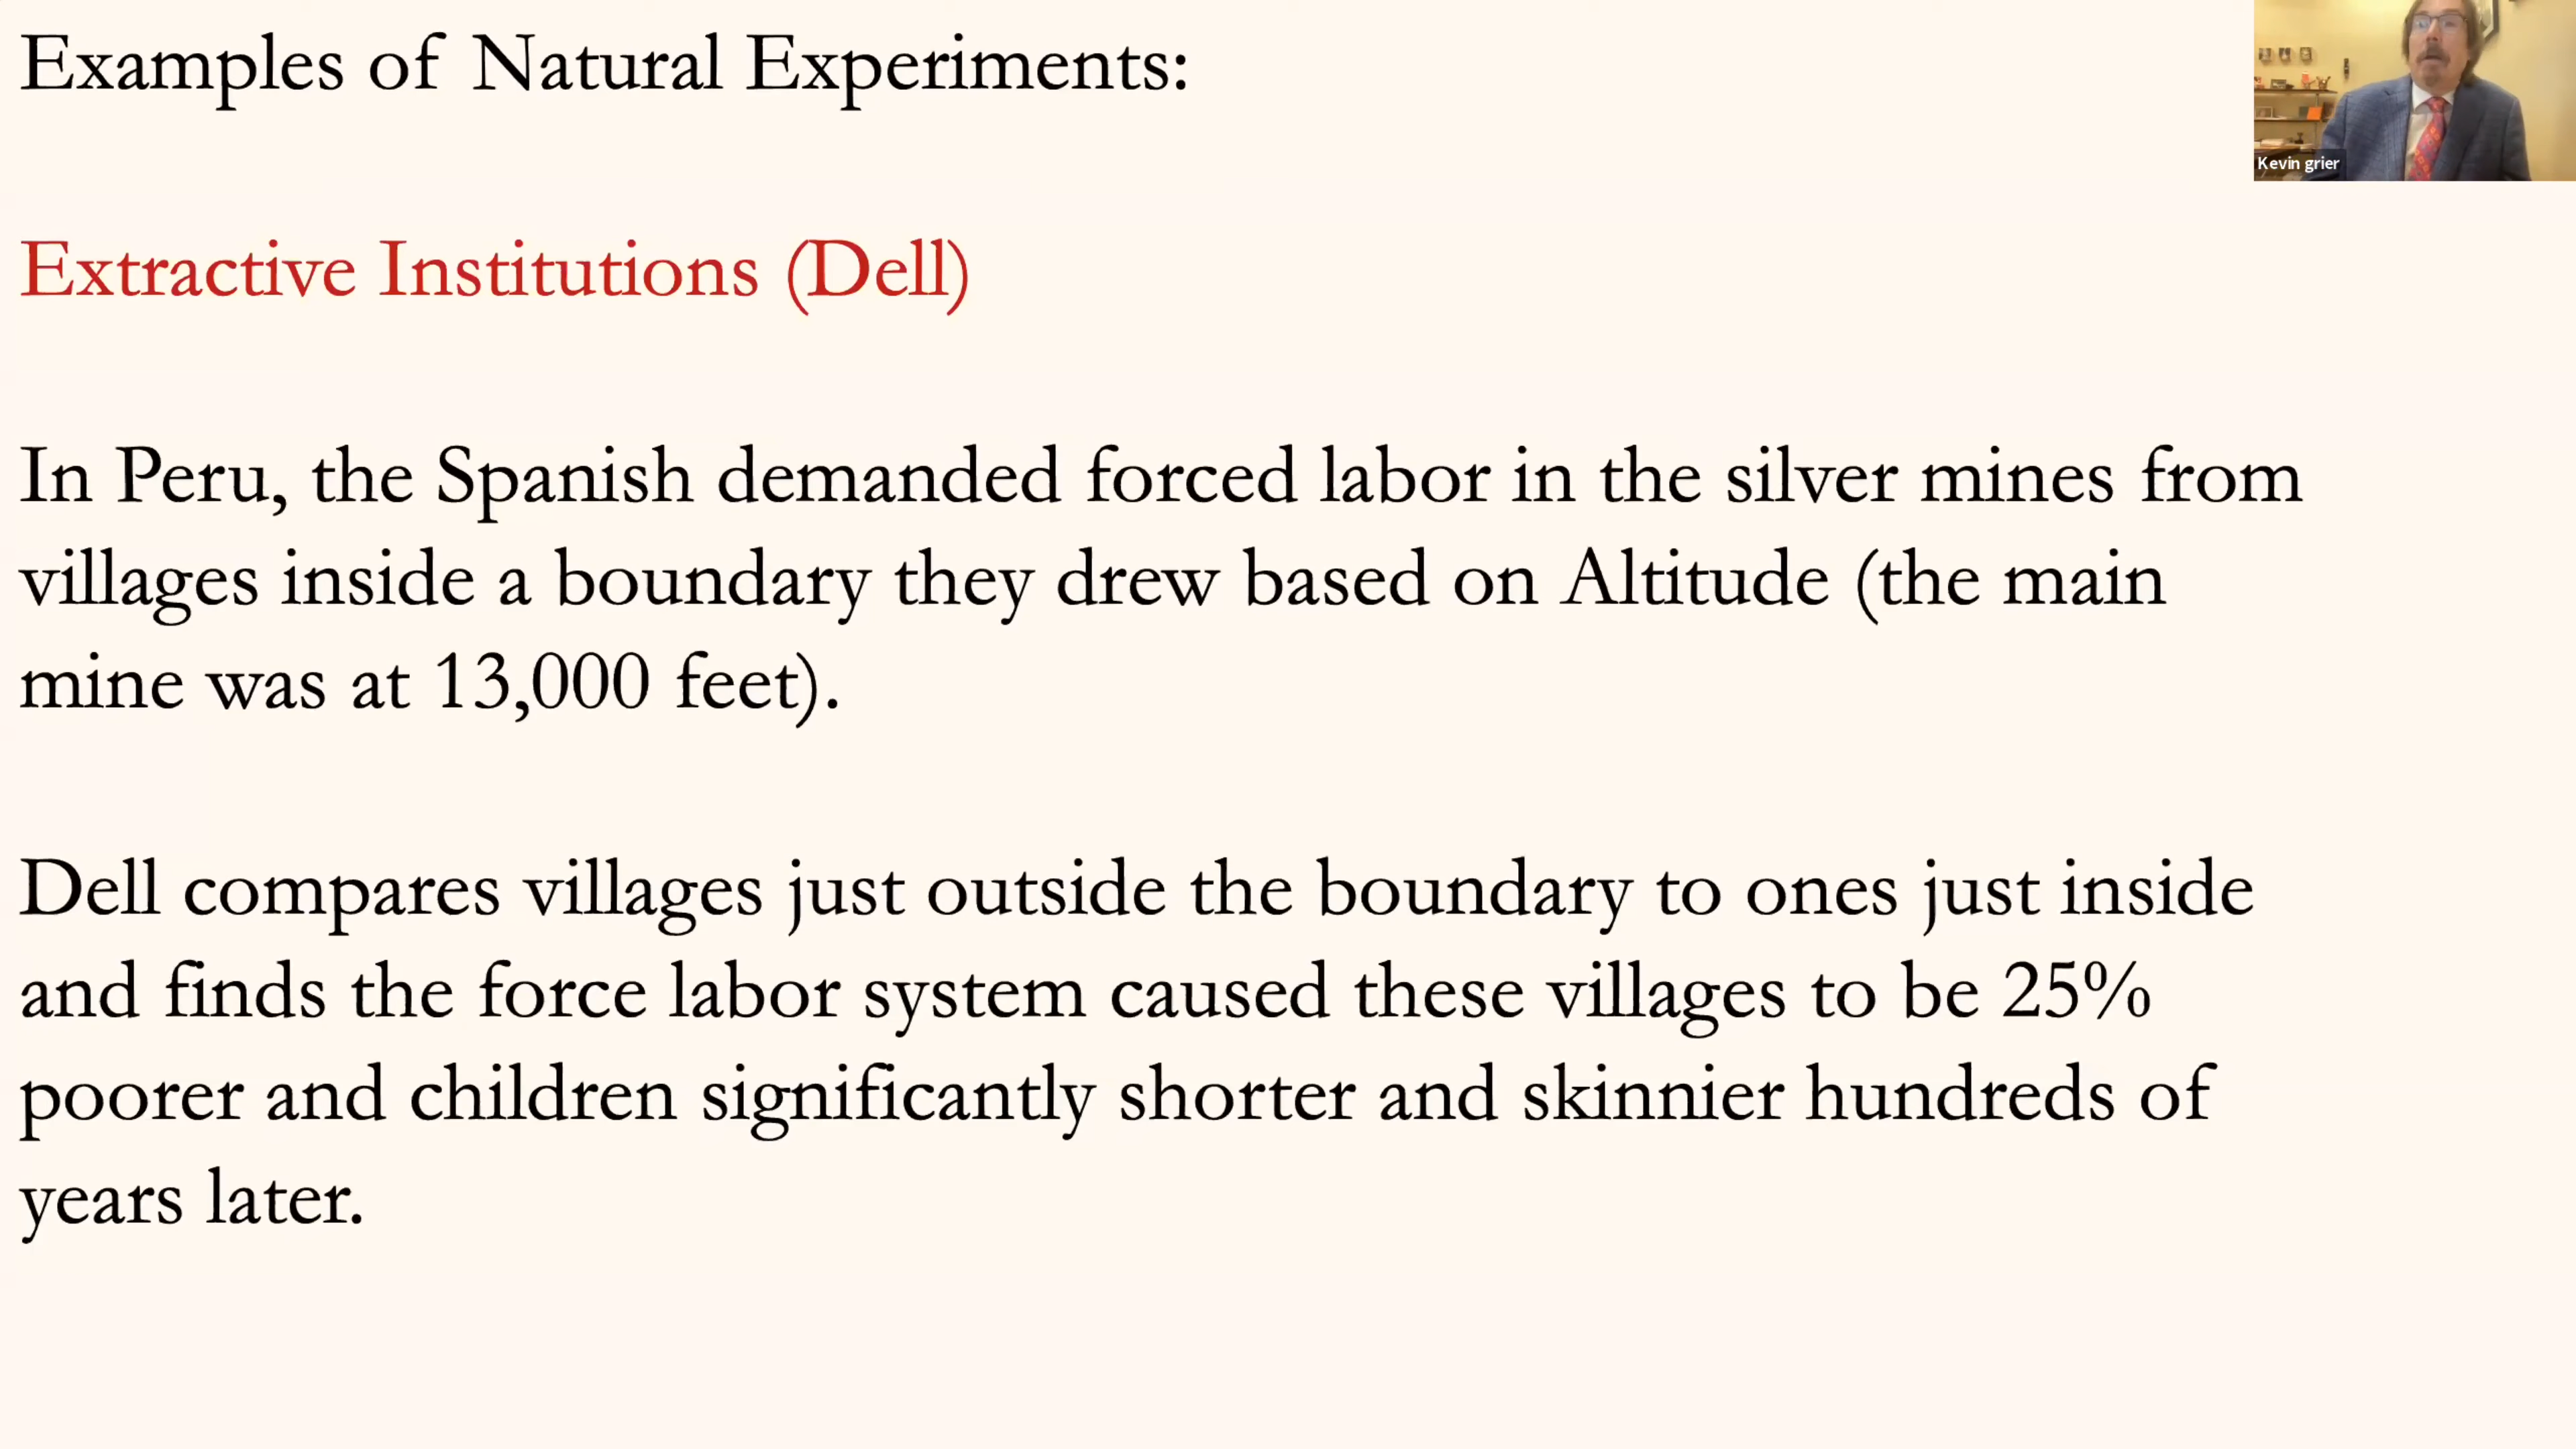 Examples of Natural Experiments:
Kevin grier
Extractive Institutions (Dell)
In Peru, the Spanish demanded forced labor in the silver mines from
villages inside a boundary they drew based on Altitude (the main
mine was at 13,000 feet).
Dell compares villages just outside the boundary to ones just inside
and finds the force labor system caused these villages to be 25%
poorer and children significantly shorter and skinnier hundreds of
years later.